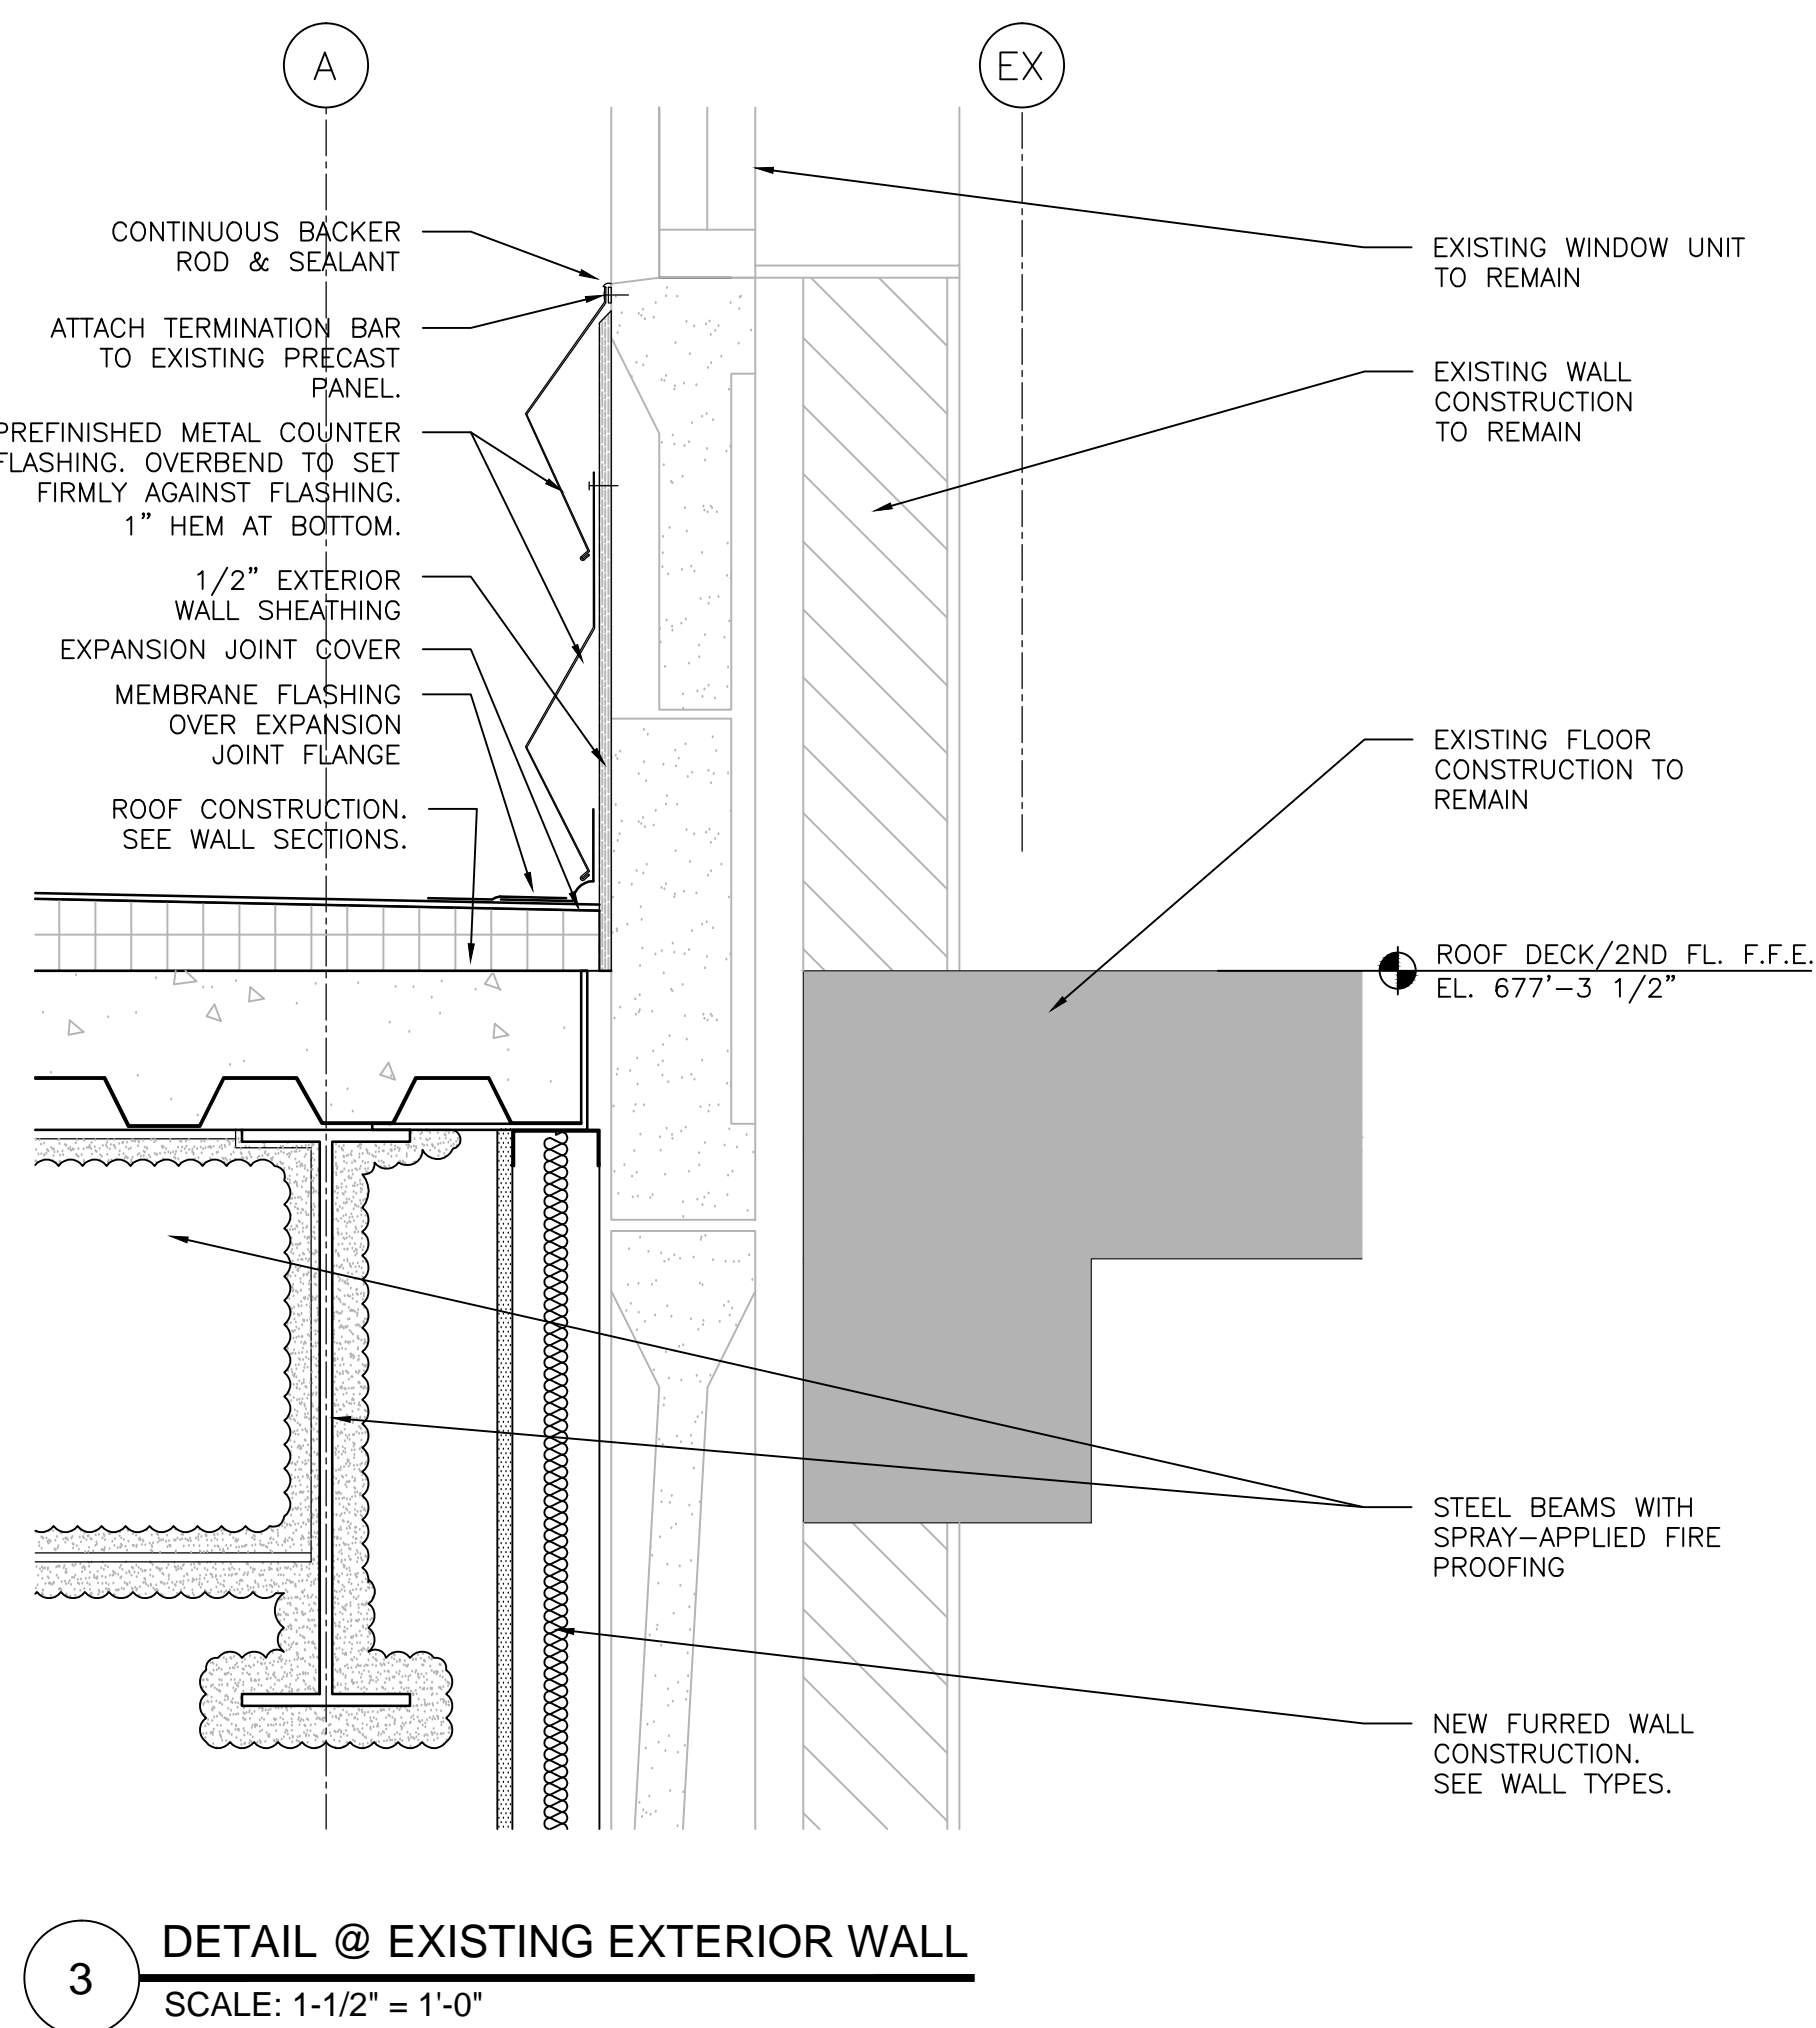 A
EX
CONTINUOUS BACKER
ROD & SEALANT
ATTACH TERMINATION BAR
TO EXISTING PRECAST
PANEL.
PREFINISHED METAL COUNTER
FLASHING. OVERBEND TO SET
FIRMLY AGAINST FLASHING.
1” HEM AT BOTTOM.
1/2” EXTERIOR
WALL SHEATHING
EXPANSION JOINT COVER
MEMBRANE FLASHING
OVER EXPANSION
JOINT FLANGE
ROOF CONSTRUCTION.
SEE WALL SECTIONS.
EXISTING WINDOW UNIT
TO REMAIN
EXISTING WALL
CONSTRUCTION
TO REMAIN
EXISTING FLOOR
CONSTRUCTION TO
REMAIN
ROOF DECK/2ND FL. F.F.E.
EL. 677’-3 1/2”
STEEL BEAMS WITH
SPRAY-APPLIED FIRE
PROOFING
NEW FURRED WALL
CONSTRUCTION.
SEE WALL TYPES.
3
DETAIL @ EXISTING EXTERIOR WALL
SCALE: 1-1/2" = 1'-0"